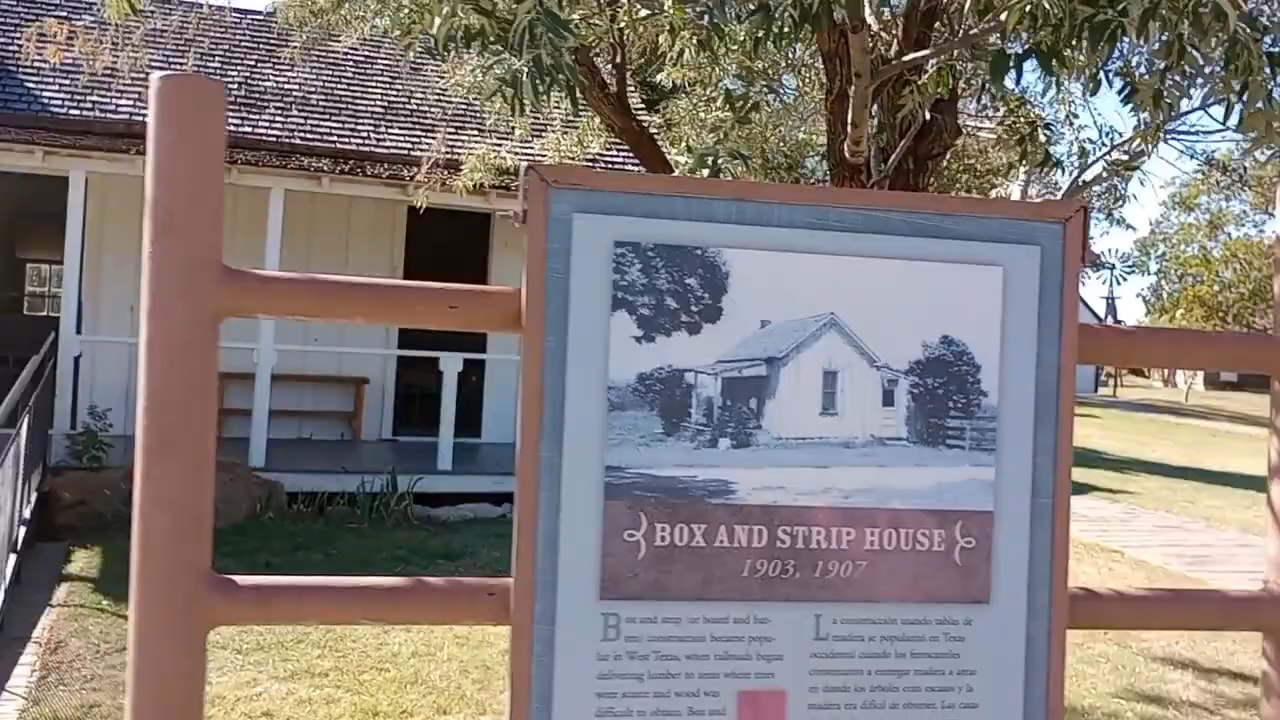 BOX AND STRIP HOUSE
1903, 1907
Box and strip (or board and bat-
ten) construction became popu-
lar in West Texas, when railroads began
delivering lumber to areas where trees
were scarce and wood was
difficult to obtain. Box and
La construcción usando tablas de
madera se popularizó en Texas
occidental cuando los ferrocarriles
comenzaron a entregar madera a areas
en donde los árboles eran escasos y la
madera era difícil de obtener. Las casas